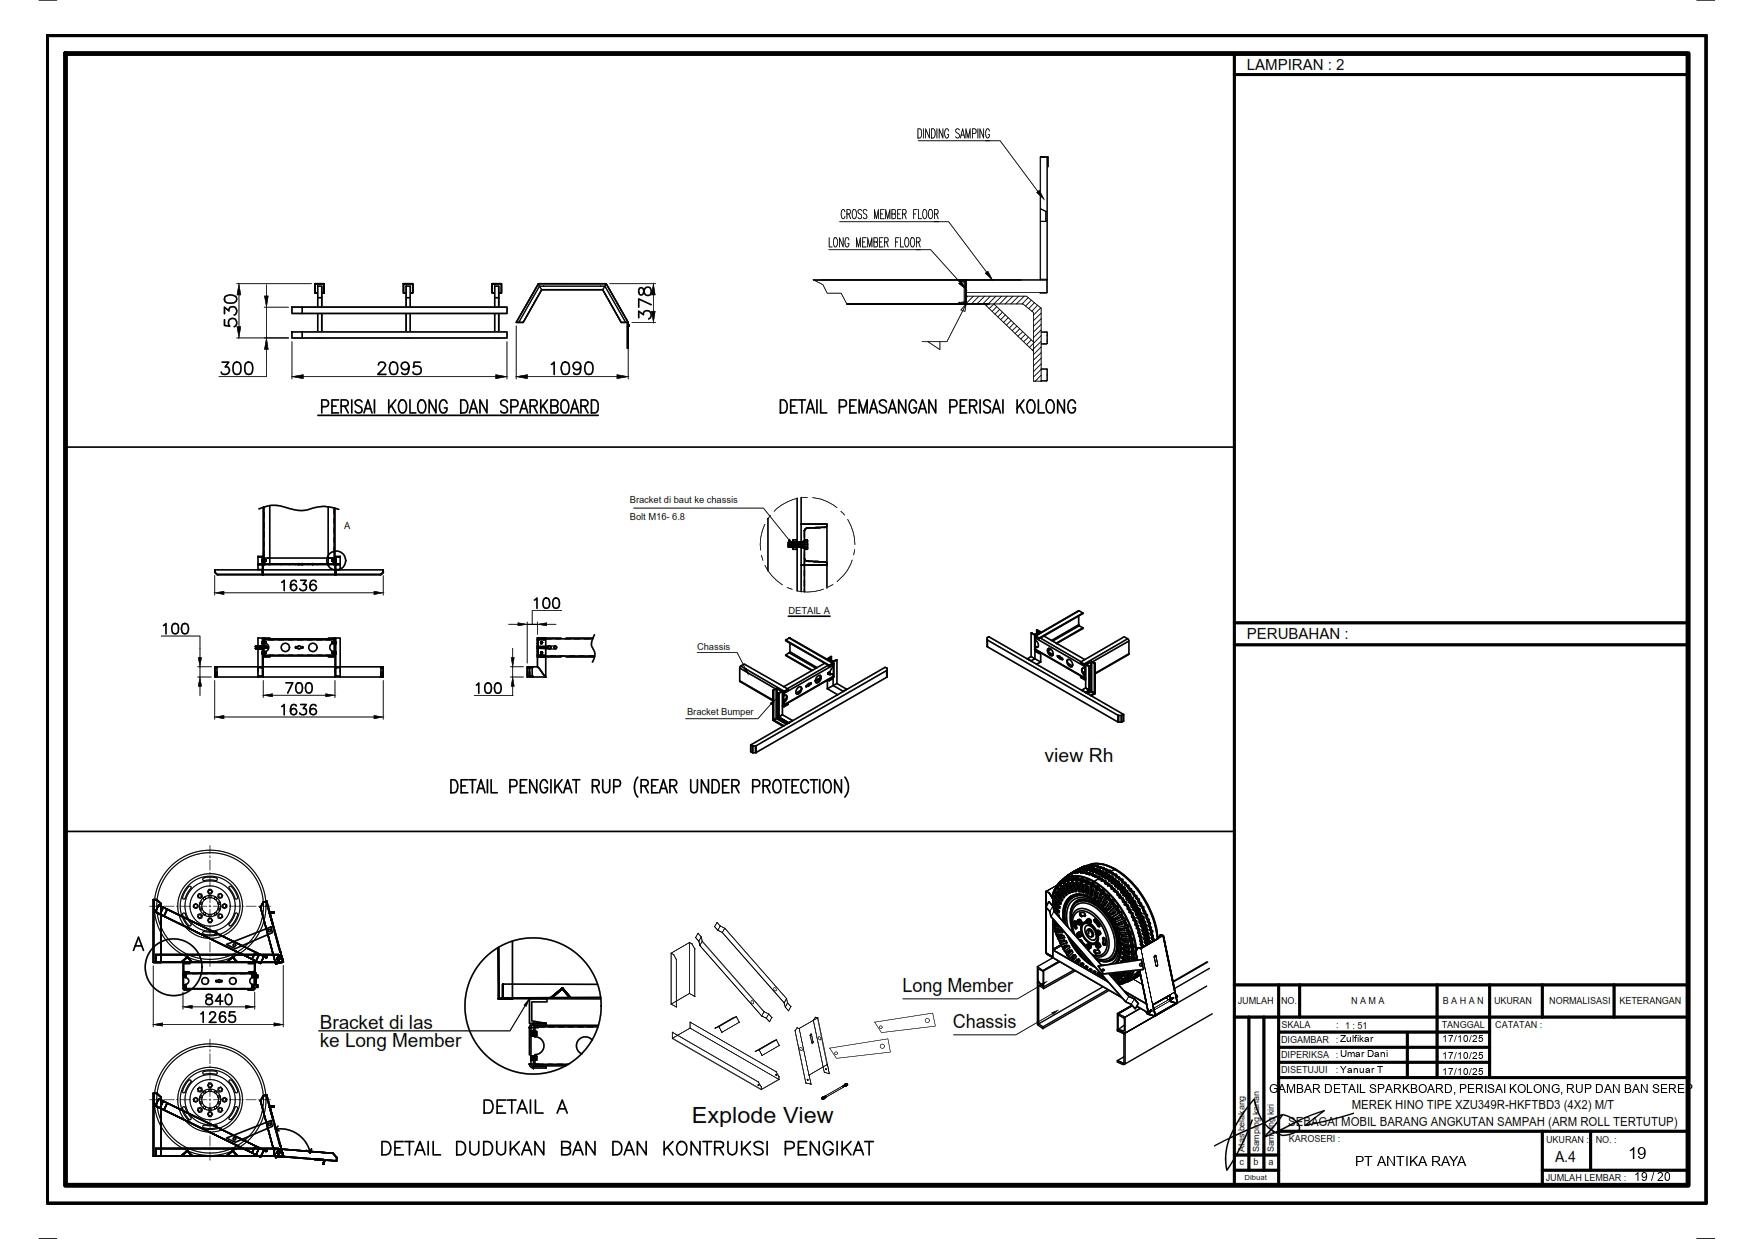 LAMPIRAN : 2
DINDING SAMPING
CROSS MEMBER FLOOR
LONG MEMBER FLOOR
530
378
300
2095
1090
PERISAI KOLONG DAN SPARKBOARD
DETAIL PEMASANGAN PERISAI KOLONG
Bracket di baut ke chassis
Bolt M16- 6.8
A
1636
100
100
DETAIL A
PERUBAHAN :
Chassis
700
100
1636
Bracket Bumper
view Rh
DETAIL PENGIKAT RUP (REAR UNDER PROTECTION)
A
840
1265
Bracket di las
ke Long Member
Long Member
Chassis
DETAIL A
Explode View
DETAIL DUDUKAN BAN DAN KONTRUKSI PENGIKAT
JUMLAH NO. N A M A B A H A N UKURAN NORMALISASI KETERANGAN
SKALA : 1 : 51 TANGGAL CATATAN :
DIGAMBAR : Zulfikar 17/10/25
DIPERIKSA : Umar Dani 17/10/25
DISETUJUI : Yanuar T 17/10/25
GAMBAR DETAIL SPARKBOARD, PERISAI KOLONG, RUP DAN BAN SEREP
MEREK HINO TIPE XZU349R-HKFTBD3 (4X2) M/T
SEBAGAI MOBIL BARANG ANGKUTAN SAMPAH (ARM ROLL TERTUTUP)
Samping kanan
Samping kiri
c b a
Dibuat
KAROSERI :
PT ANTIKA RAYA
UKURAN : NO. :
A.4 19
JUMLAH LEMBAR : 19 / 20